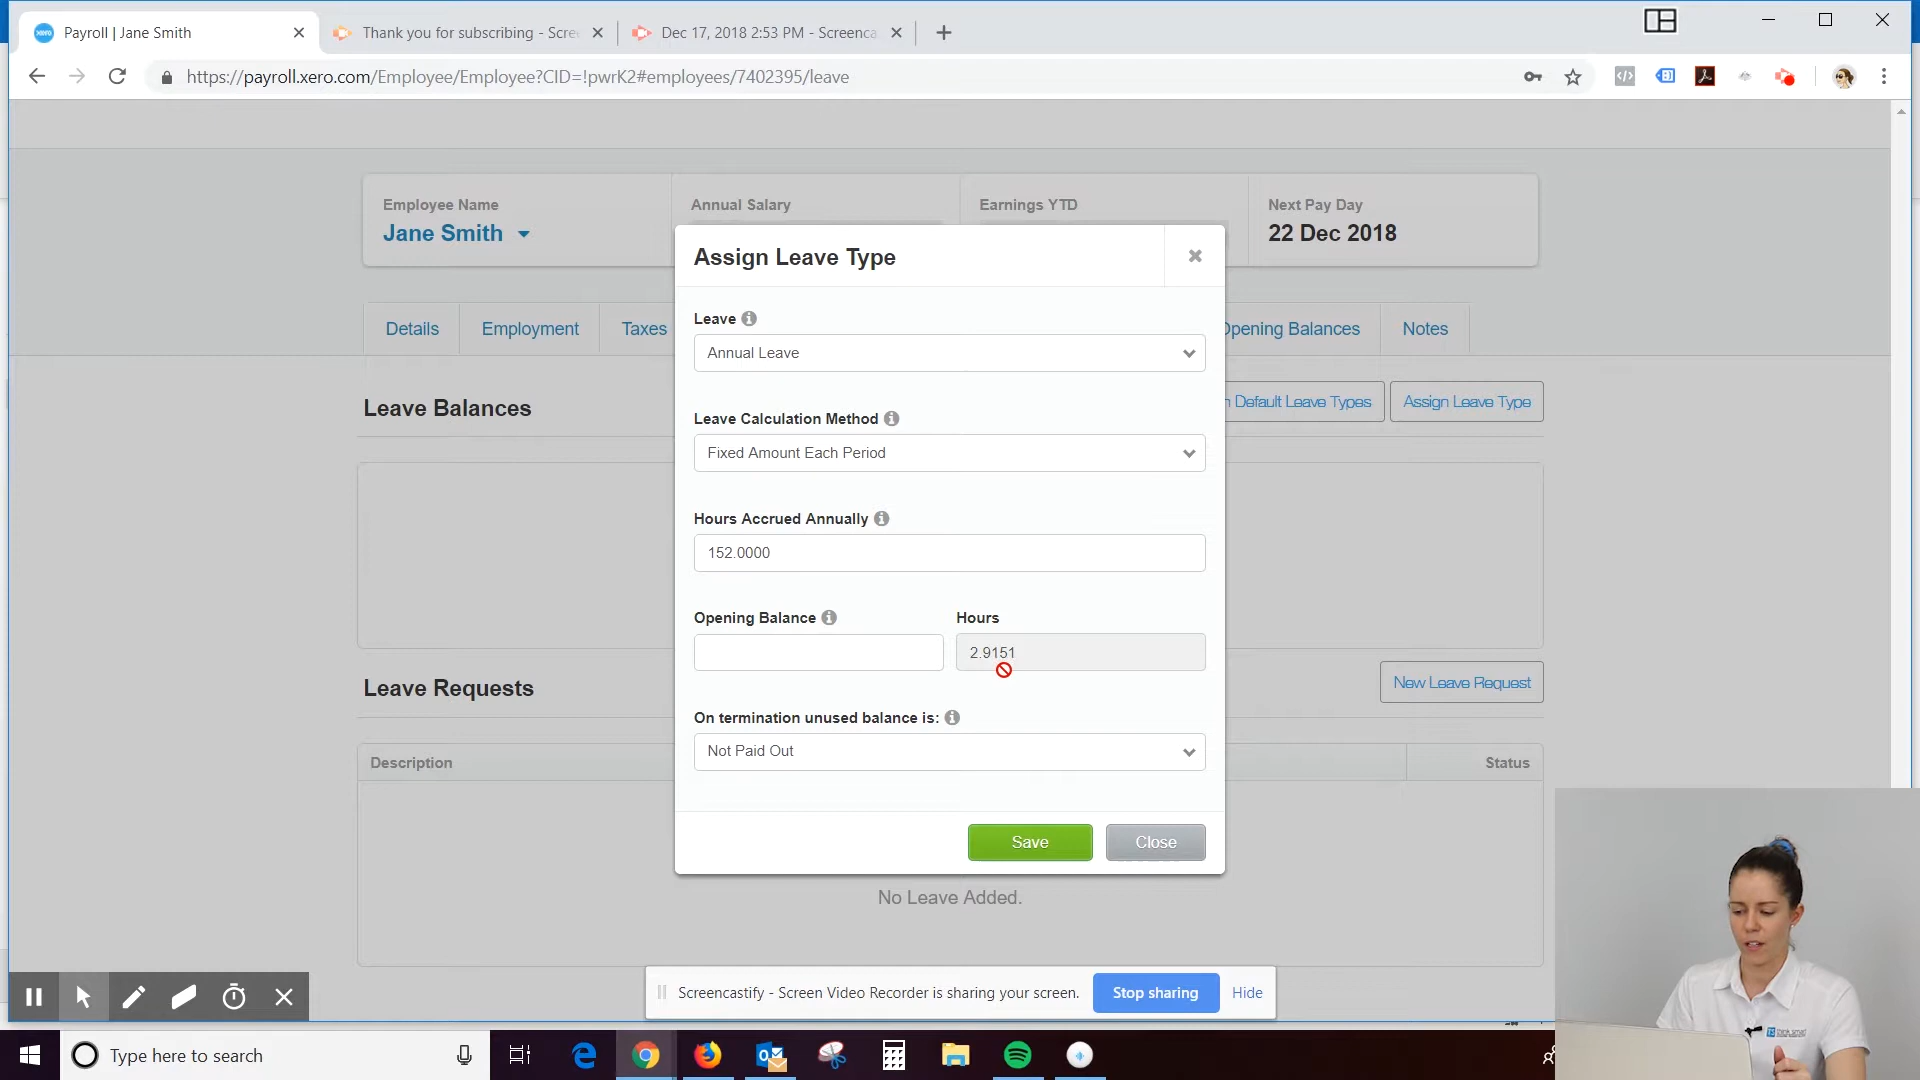 xero Payroll | Jane Smith
Thank you for subscribing - Scre
Dec 17, 2018 2:53 PM - Screenca
https://payroll.xero.com/Employee/Employee?CID=!pwrK2#employees/7402395/leave
Employee Name
Jane Smith
Annual Salary
Earnings YTD
Next Pay Day
22 Dec 2018
Details
Employment
Taxes
Opening Balances
Notes
Leave Balances
n Default Leave Types
Assign Leave Type
Assign Leave Type
Leave
Annual Leave
Leave Calculation Method
Fixed Amount Each Period
Hours Accrued Annually
152.0000
Opening Balance
Hours
2.9151
On termination unused balance is:
Not Paid Out
Save
Close
Leave Requests
New Leave Request
Description
Status
No Leave Added.
Screencastify - Screen Video Recorder is sharing your screen.
Stop sharing
Hide
Type here to search
think smart